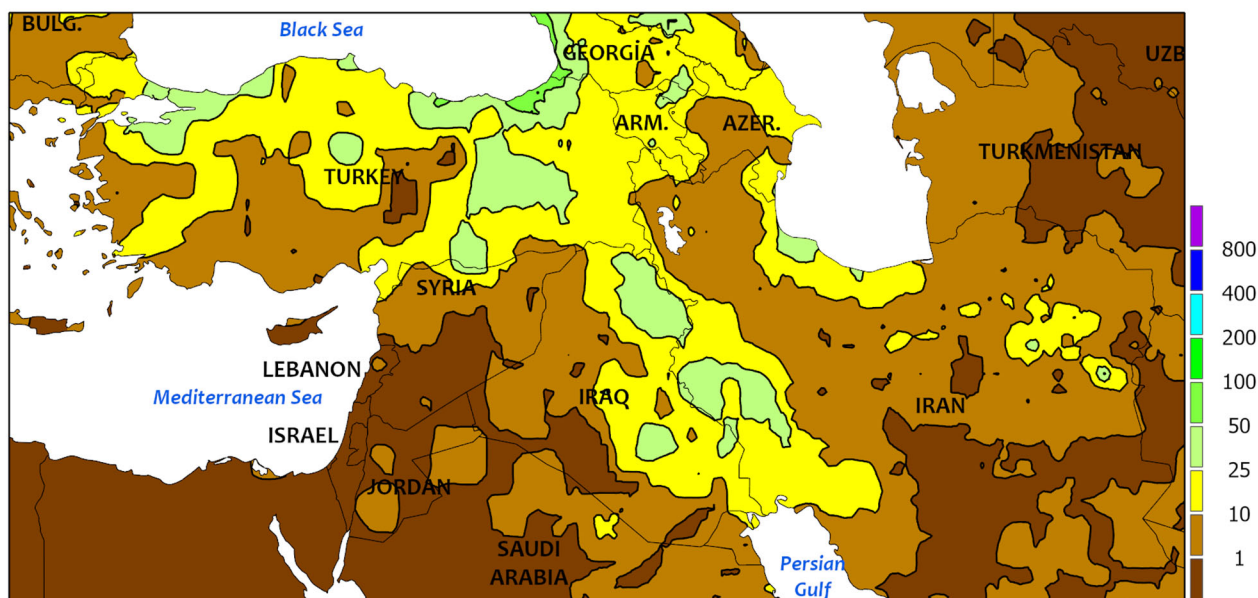 BULG.
Black Sea
GEORGİA
UZB
ARM.
AZER.
TURKMENISTAN
TURKEY
SYRIA
LEBANON
Mediterranean Sea
IRAQ
IRAN
ISRAEL
JORDAN
SAUDI
ARABIA
Persian
Gulf
800
400
200
100
50
25
10
1